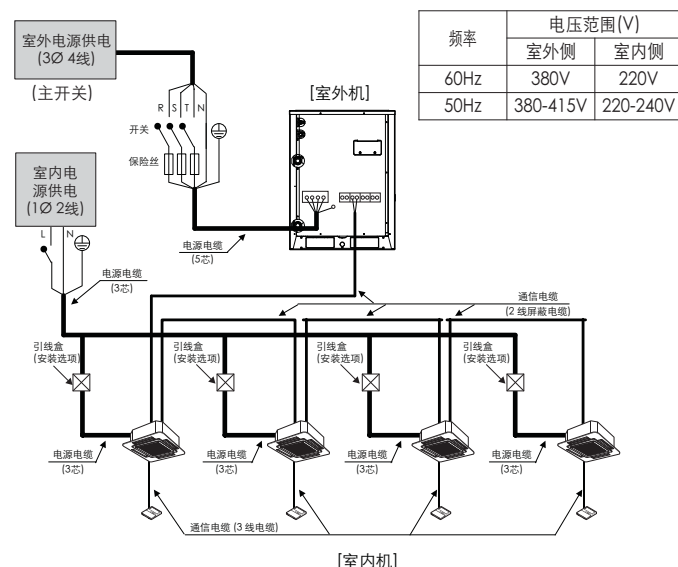 室外电源供电
(3Ø 4线)
(主开关)
频率
电压范围(V)
室外侧
室内侧
60Hz
380V
220V
50Hz
380-415V
220-240V
[室外机]
R S T N
开关
保险丝
室内电
源供电
(1Ø 2线)
L N
电源电缆
(5芯)
电源电缆
(3芯)
通信电缆
(2 线屏蔽电缆)
引线盒
(安装选项)
引线盒
(安装选项)
引线盒
(安装选项)
引线盒
(安装选项)
电源电缆
(3芯)
电源电缆
(3芯)
电源电缆
(3芯)
电源电缆
(3芯)
通信电缆 (3 线电缆)
[室内机]